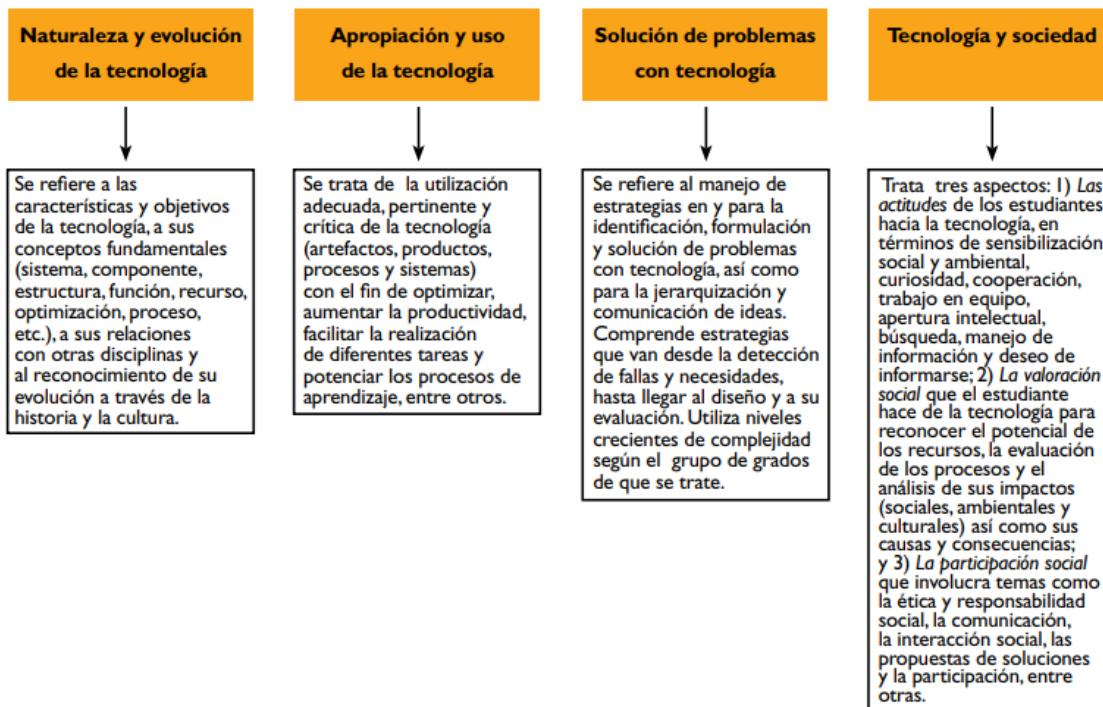 Naturaleza y evolución
de la tecnología
Se refiere a las
características y objetivos
de la tecnología, a sus
conceptos fundamentales
(sistema, componente,
estructura, función, recurso,
optimización, proceso,
etc.), a sus relaciones
con otras disciplinas y
al reconocimiento de su
evolución a través de la
historia y la cultura.
Apropiación y uso
de la tecnología
Se trata de la utilización
adecuada, pertinente y
crítica de la tecnología
(artefactos, productos,
procesos y sistemas)
con el fin de optimizar,
aumentar la productividad,
facilitar la realización
de diferentes tareas y
potenciar los procesos de
aprendizaje, entre otros.
Solución de problemas
con tecnología
Se refiere al manejo de
estrategias en y para la
identificación, formulación
y solución de problemas
con tecnología, así como
para la jerarquización y
comunicación de ideas.
Comprende estrategias
que van desde la detección
de fallas y necesidades,
hasta llegar al diseño y a su
evaluación. Utiliza niveles
crecientes de complejidad
según el grupo de grados
de que se trate.
Tecnología y sociedad
Trata tres aspectos: 1) Las
actitudes de los estudiantes
hacia la tecnología, en
términos de sensibilización
social y ambiental,
curiosidad, cooperación,
trabajo en equipo,
apertura intelectual,
búsqueda, manejo de
información y deseo de
informarse; 2) La valoración
social que el estudiante
hace de la tecnología para
reconocer el potencial de
los recursos, la evaluación
de los procesos y el
análisis de sus impactos
(sociales, ambientales y
culturales) así como sus
causas y consecuencias;
y 3) La participación social
que involucra temas como
la ética y responsabilidad
social, la comunicación,
la interacción social, las
propuestas de soluciones
y la participación, entre
otras.